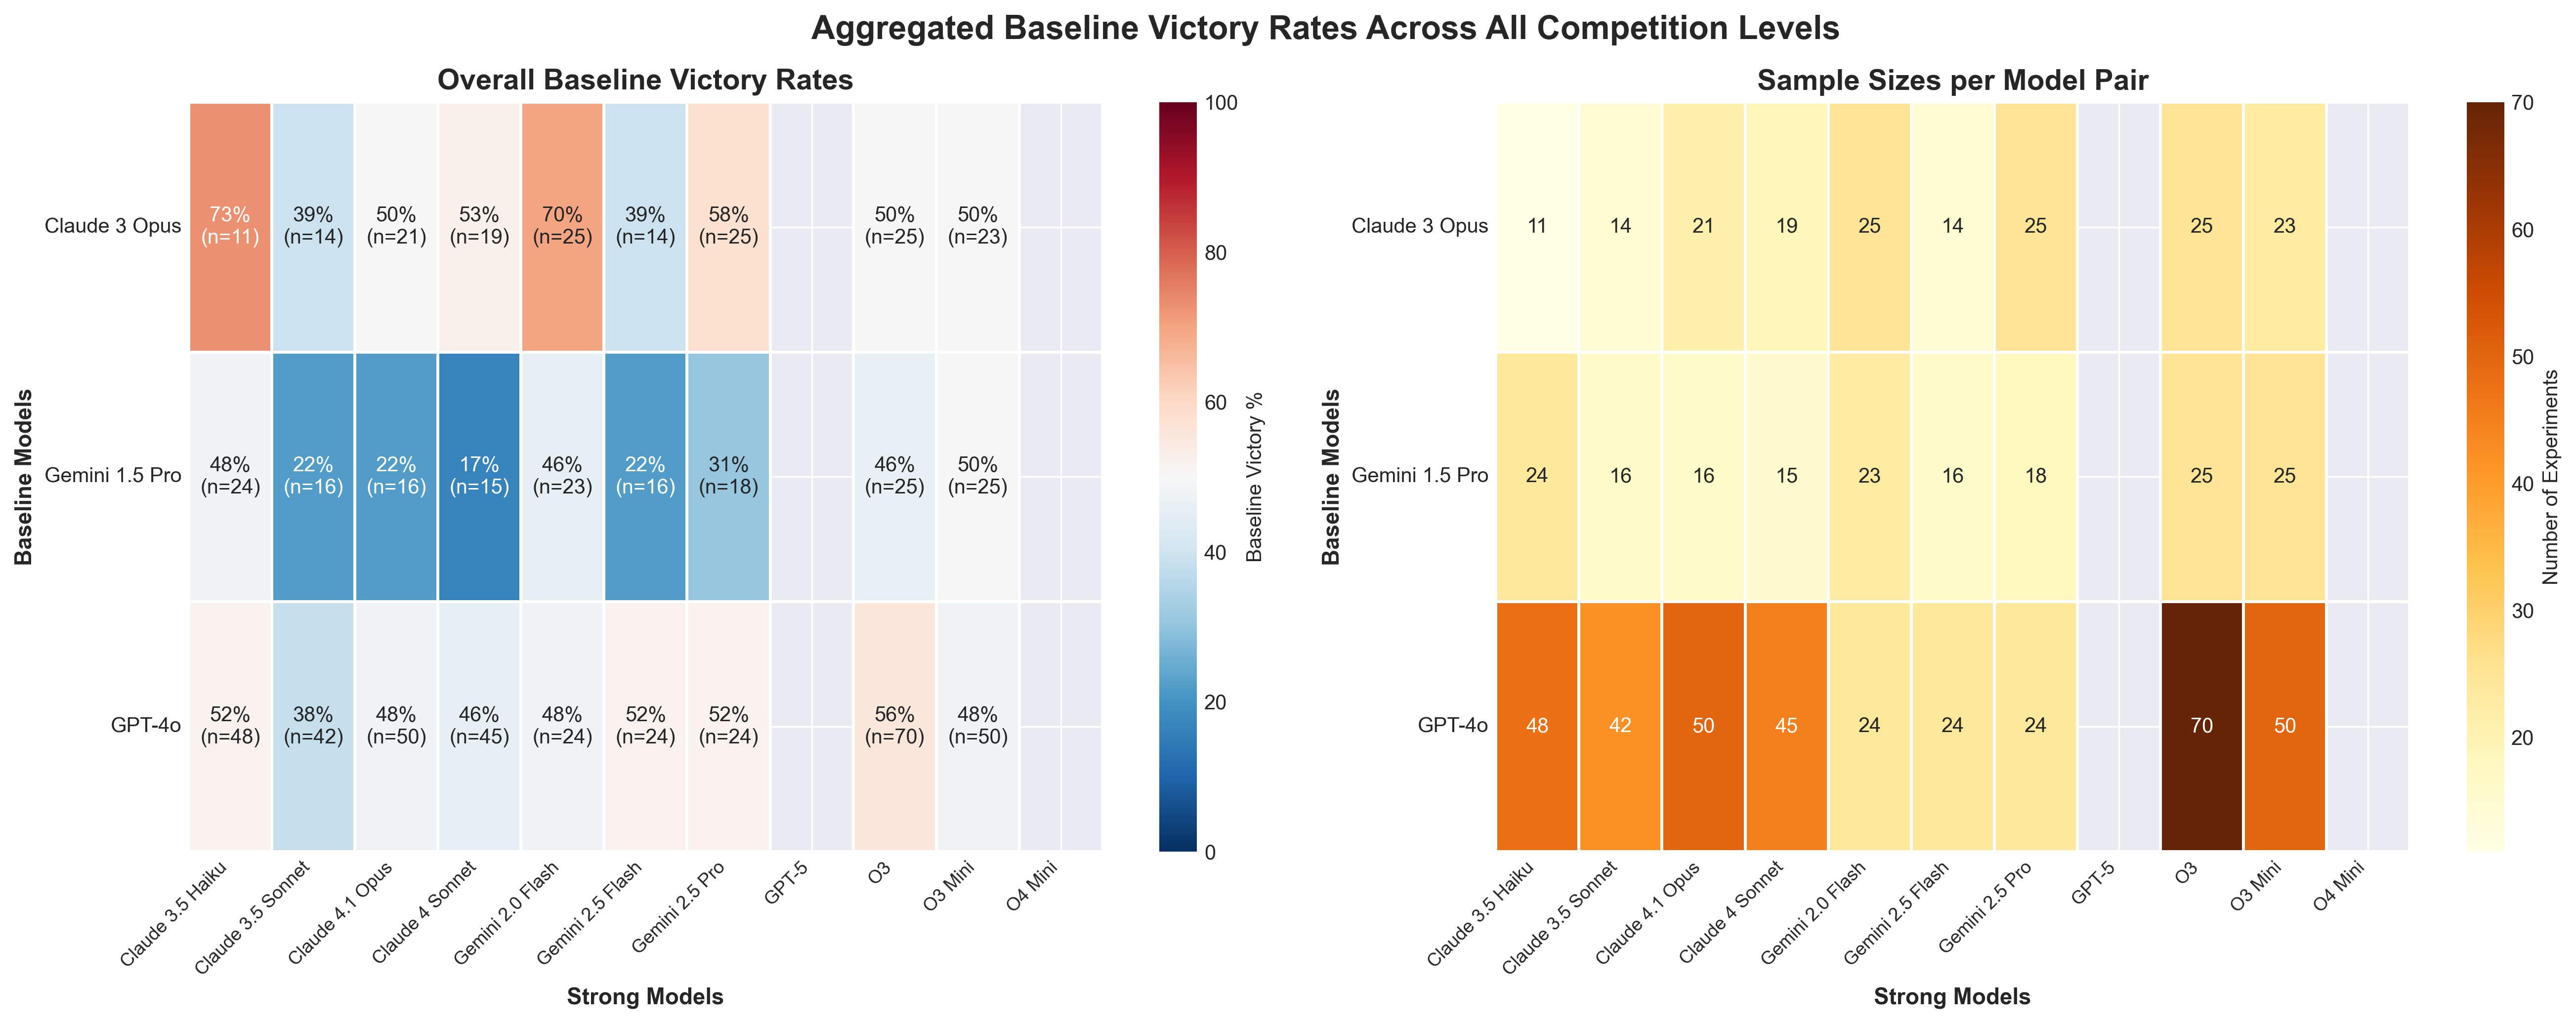 Aggregated Baseline Victory Rates Across All Competition Levels
Overall Baseline Victory Rates
Baseline Models
Claude 3 Opus
73% 39% 50% 53% 70% 39% 58% 50% 50%
(n=11) (n=14) (n=21) (n=19) (n=25) (n=14) (n=25) (n=25) (n=23)
Gemini 1.5 Pro
48% 22% 22% 17% 46% 22% 31% 46% 50%
(n=24) (n=16) (n=16) (n=15) (n=23) (n=16) (n=18) (n=25) (n=25)
GPT-4o
52% 38% 48% 46% 48% 52% 52% 56% 48%
(n=48) (n=42) (n=50) (n=45) (n=24) (n=24) (n=24) (n=70) (n=50)
Claude 3.5 Haiku
Claude 3.5 Sonnet
Claude 4.1 Opus
Claude 4 Sonnet
Gemini 2.0 Flash
Gemini 2.5 Flash
Gemini 2.5 Pro
GPT-5
O3
O3 Mini
O4 Mini
Strong Models
100
80
60
40
20
0
Baseline Victory %
Sample Sizes per Model Pair
Baseline Models
Claude 3 Opus
11 14 21 19 25 14 25 25 23
Gemini 1.5 Pro
24 16 16 15 23 16 18 25 25
GPT-4o
48 42 50 45 24 24 24 70 50
Claude 3.5 Haiku
Claude 3.5 Sonnet
Claude 4.1 Opus
Claude 4 Sonnet
Gemini 2.0 Flash
Gemini 2.5 Flash
Gemini 2.5 Pro
GPT-5
O3
O3 Mini
O4 Mini
Strong Models
70
60
50
40
30
20
Number of Experiments